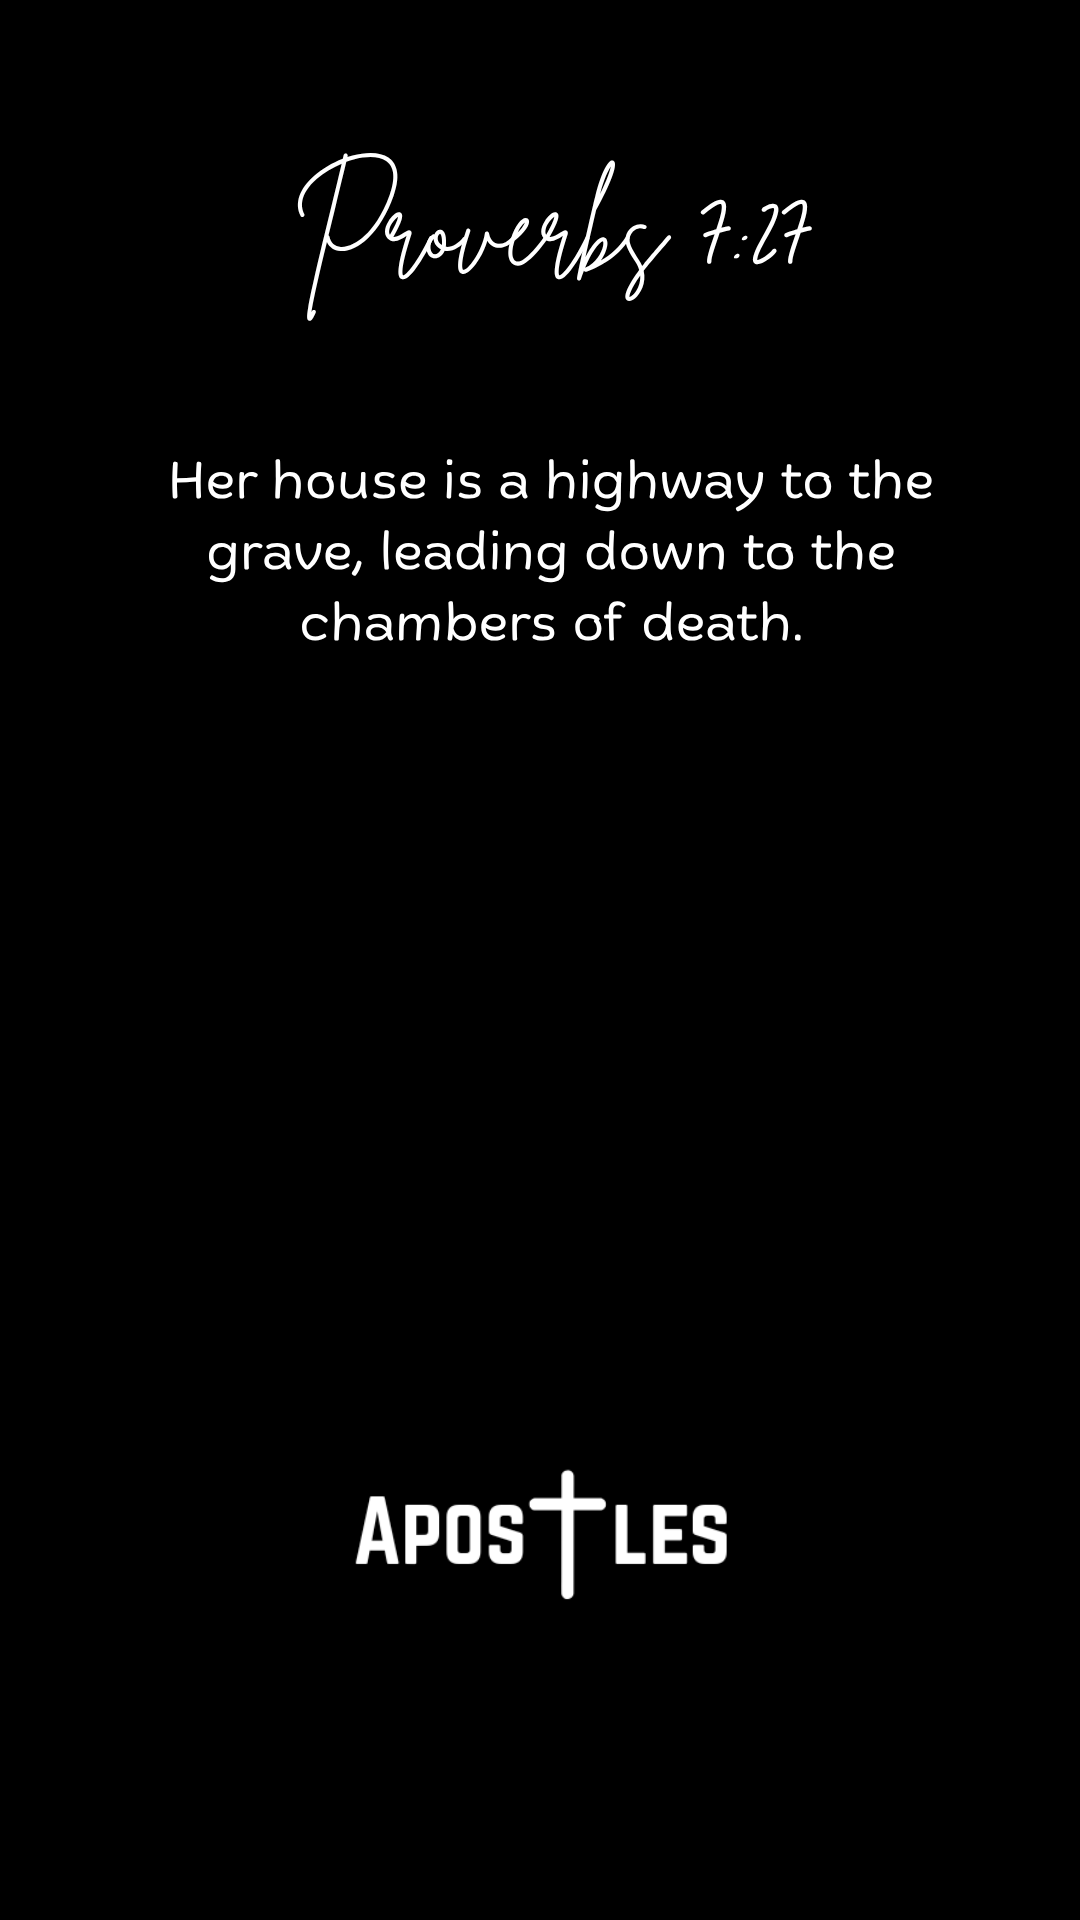 Proverbs 7:27
Her house is a highway to the
grave, leading down to the
chambers of death.
Apostles